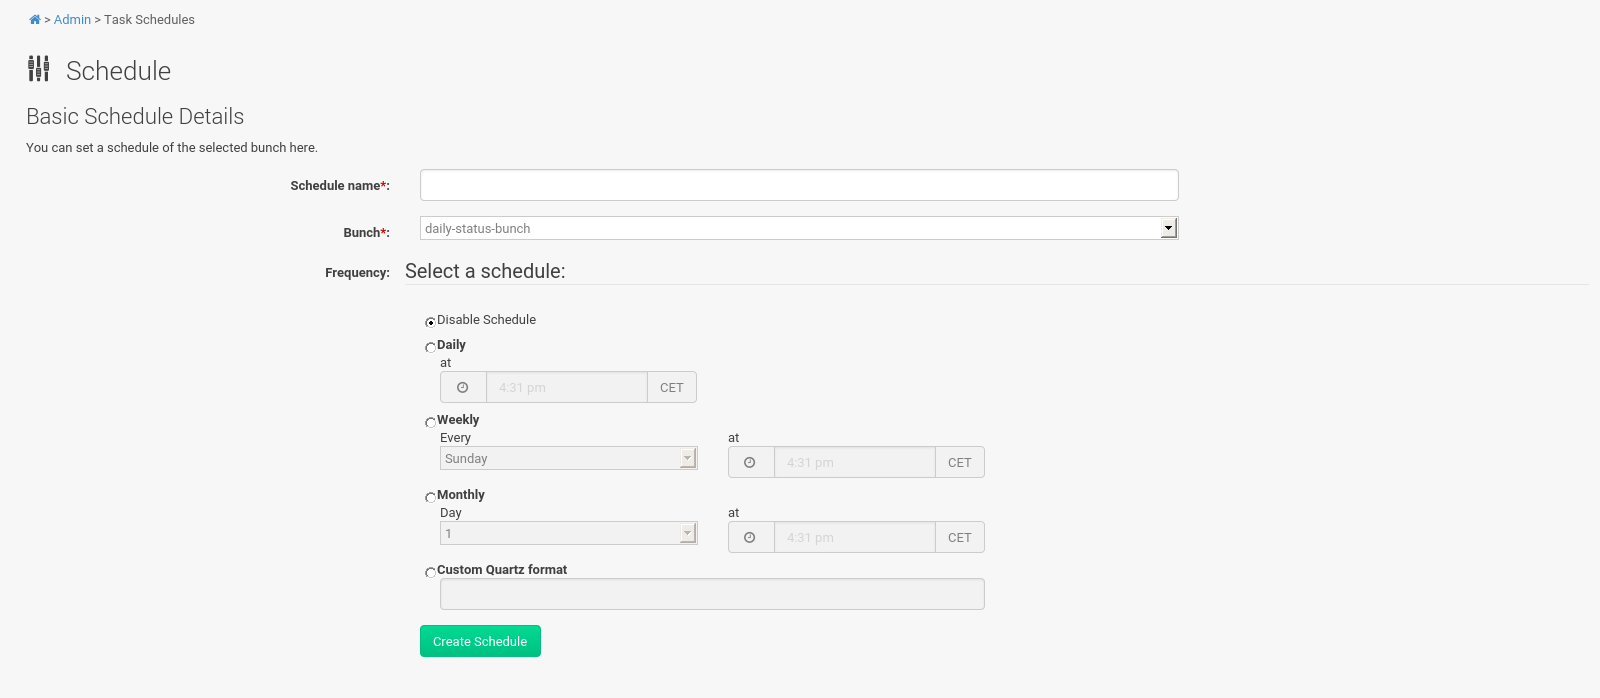 > Admin > Task Schedules
Schedule
Basic Schedule Details
You can set a schedule of the selected bunch here.
Schedule name*:
Bunch*: daily-status-bunch
Frequency: Select a schedule:
Disable Schedule
Daily
at
4:31 pm CET
Weekly
Every at
Sunday 4:31 pm CET
Monthly
Day at
1 4:31 pm CET
Custom Quartz format
Create Schedule